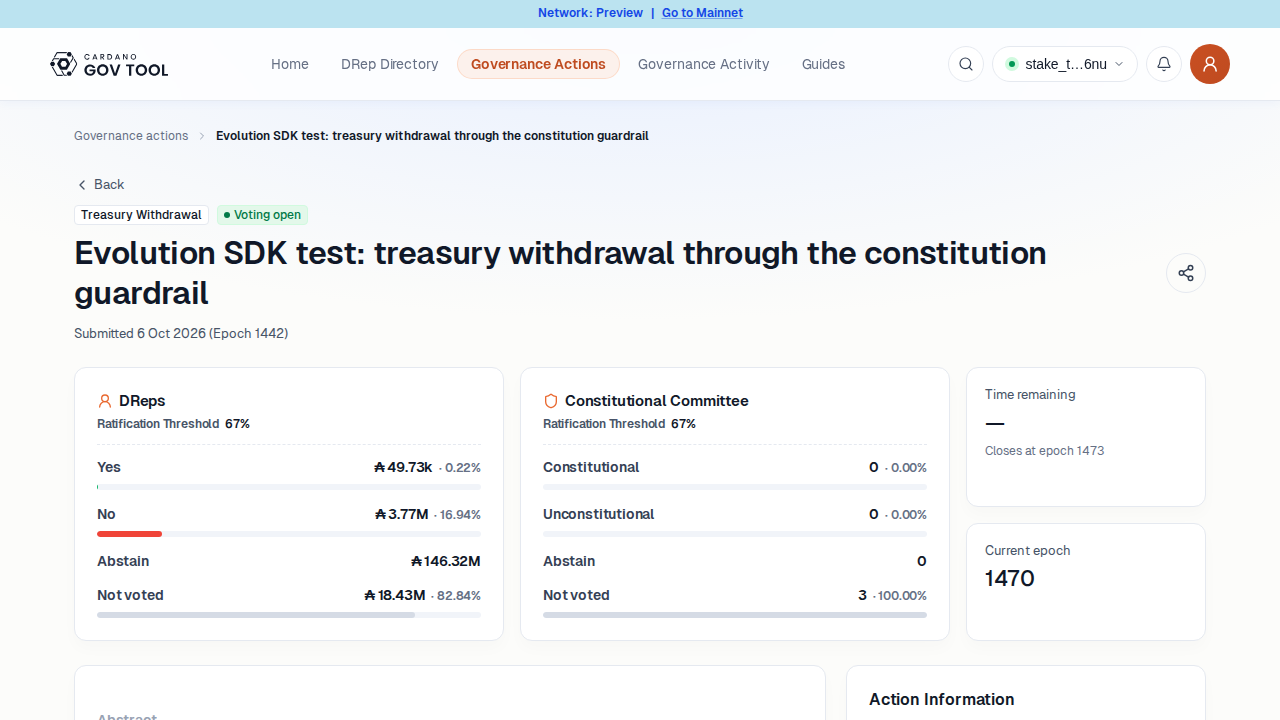 Network: Preview | Go to Mainnet
CARDANO
GOV TOOL
Home
DRep Directory
Governance Actions
Governance Activity
Guides
stake_t...6nu
Governance actions
Evolution SDK test: treasury withdrawal through the constitution guardrail
Back
Treasury Withdrawal
Voting open
Evolution SDK test: treasury withdrawal through the constitution
guardrail
Submitted 6 Oct 2026 (Epoch 1442)
DReps
Ratification Threshold 67%
Yes ₳ 49.73k · 0.22%
No ₳ 3.77M · 16.94%
Abstain ₳ 146.32M
Not voted ₳ 18.43M · 82.84%
Constitutional Committee
Ratification Threshold 67%
Constitutional 0 · 0.00%
Unconstitutional 0 · 0.00%
Abstain 0
Not voted 3 · 100.00%
Time remaining
—
Closes at epoch 1473
Current epoch
1470
Abstract
Action Information